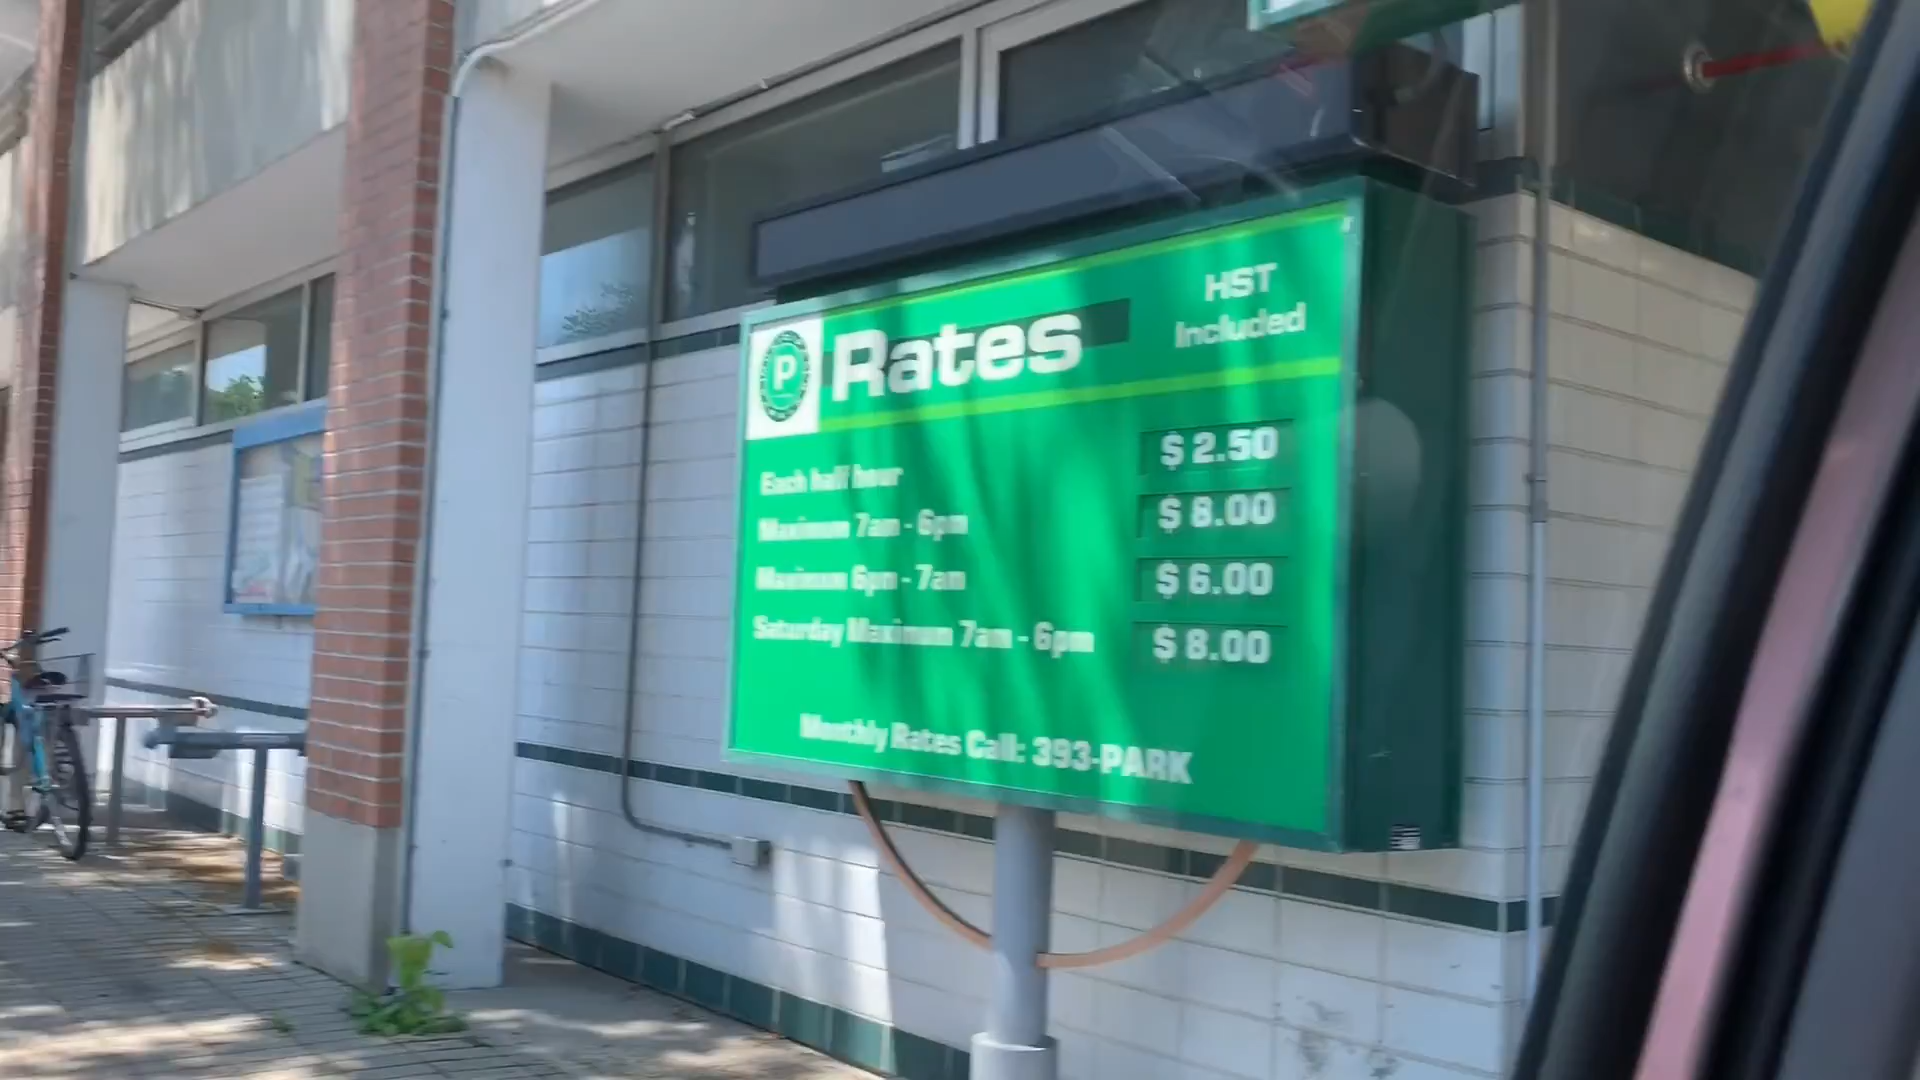 P
Rates
HST
Included
Each half hour $ 2.50
Maximum 7am - 6pm $ 8.00
Maximum 6pm - 7am $ 6.00
Saturday Maximum 7am - 6pm $ 8.00
Monthly Rates Call: 393-PARK